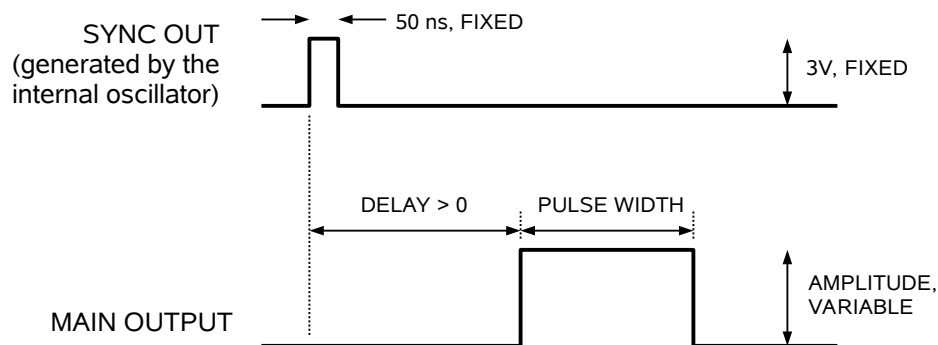 50 ns, FIXED
SYNC OUT
(generated by the
internal oscillator)
3V, FIXED
DELAY > 0
PULSE WIDTH
AMPLITUDE,
VARIABLE
MAIN OUTPUT